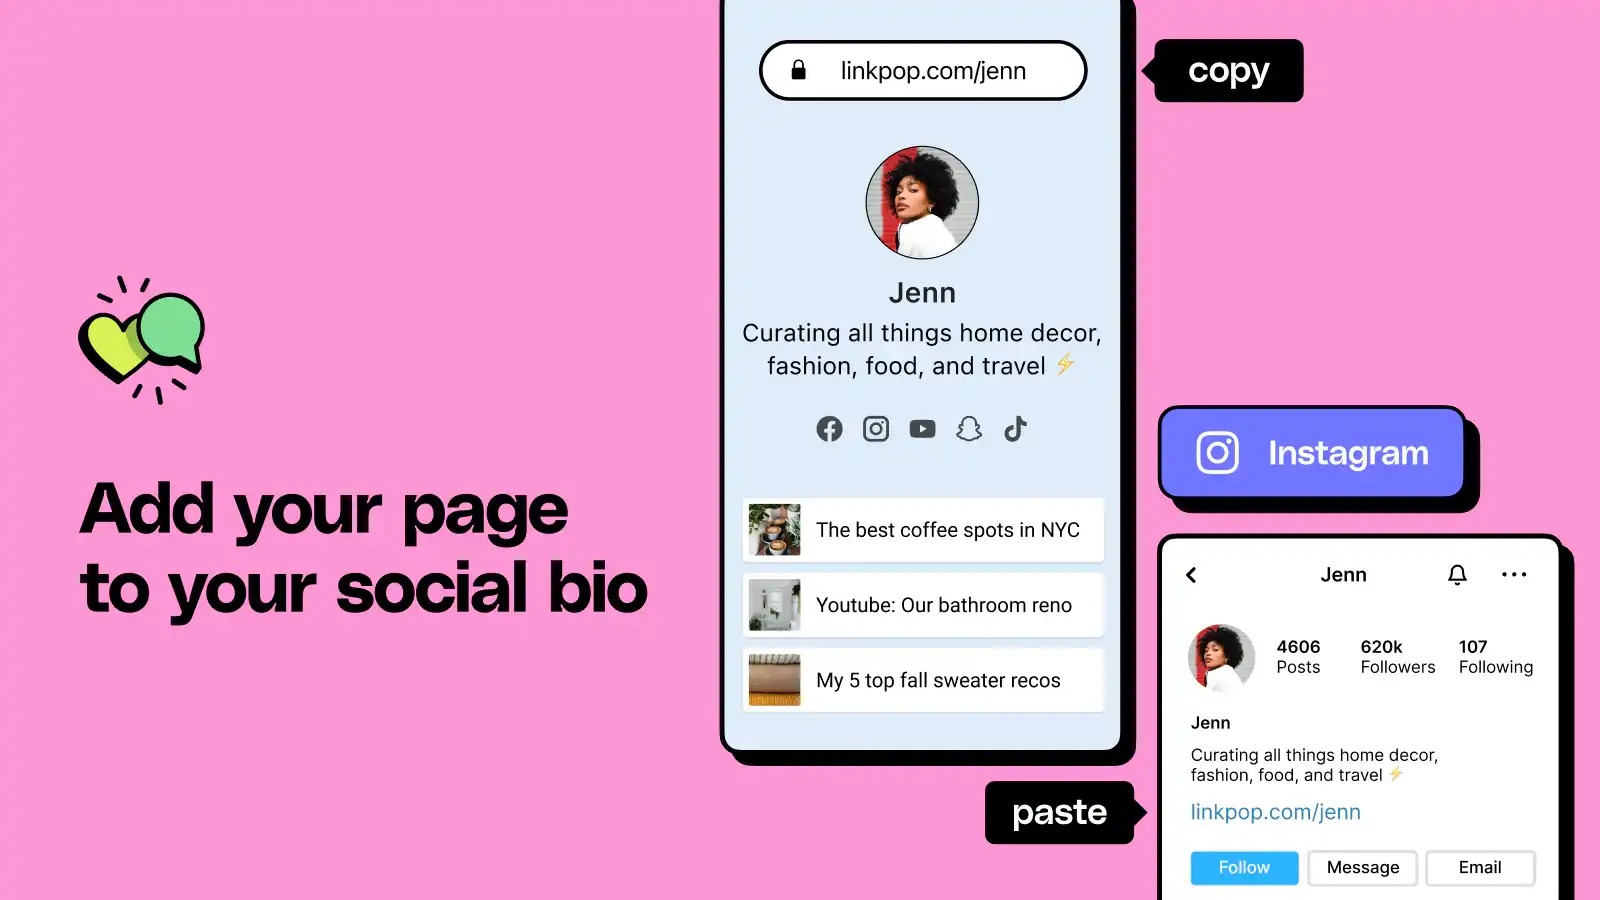 Add your page
to your social bio
linkpop.com/jenn
copy
Jenn
Curating all things home decor,
fashion, food, and travel ⚡
The best coffee spots in NYC
Youtube: Our bathroom reno
My 5 top fall sweater recos
paste
Instagram
Jenn
4606 620k 107
Posts Followers Following
Jenn
Curating all things home decor,
fashion, food, and travel ⚡
linkpop.com/jenn
Follow Message Email